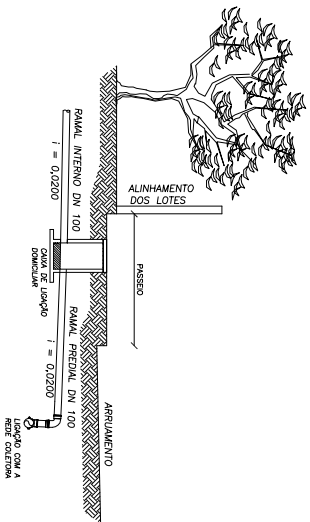 ALINHAMENTO
DOS LOTES
PASSEIO
RAMAL INTERNO DN 100
i = 0,0200
CAIXA DE LIGAÇÃO
DOMICILIAR
RAMAL PREDIAL DN 100
i = 0,0200
ARRUAMENTO
LIGAÇÃO COM A
REDE COLETORA